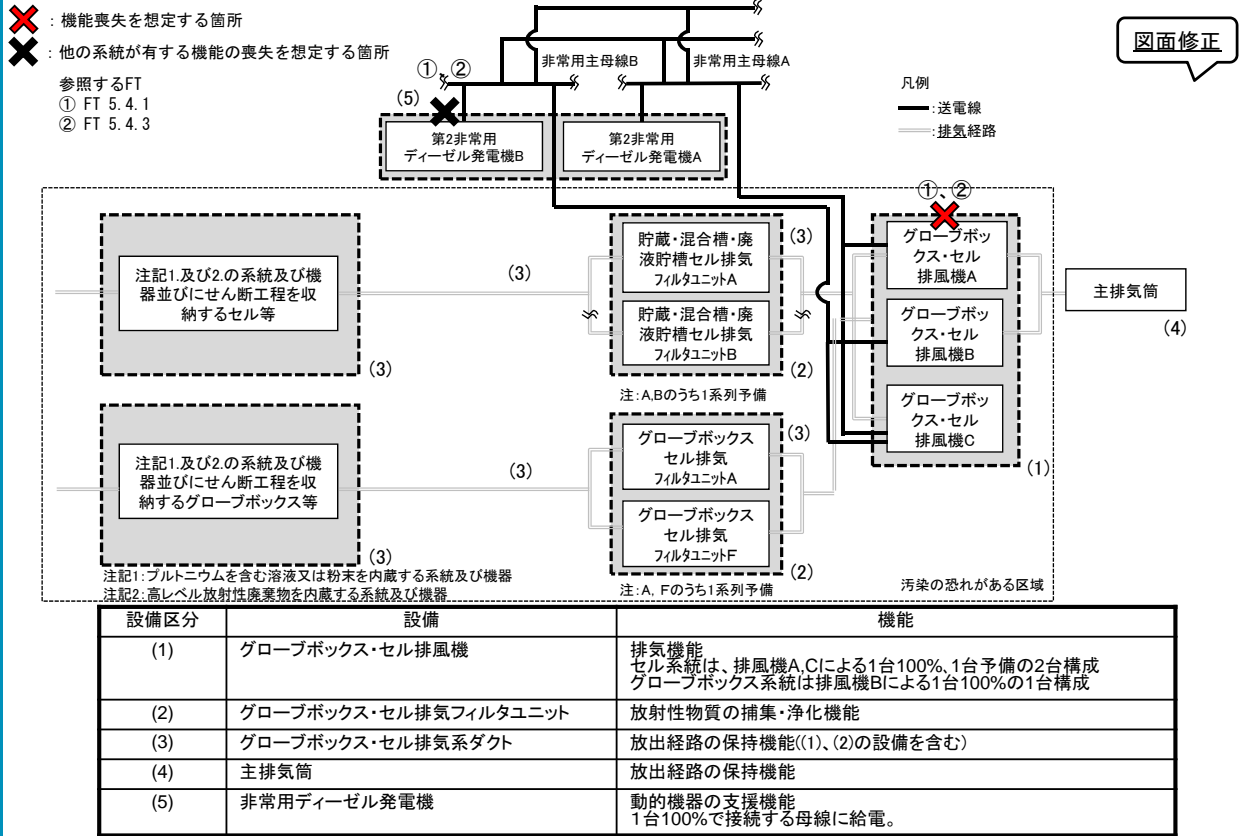 ：機能喪失を想定する箇所
：他の系統が有する機能の喪失を想定する箇所
参照するFT
① FT 5.4.1
② FT 5.4.3
図面修正
凡例
：送電線
：排気経路
非常用主母線B
非常用主母線A
①、②
(5)
第2非常用
ディーゼル発電機B
第2非常用
ディーゼル発電機A
①、②
注記1.及び2.の系統及び機
器並びにせん断工程を収
納するセル等
(3)
(3)
貯蔵・混合槽・廃
液貯槽セル排気
フィルタユニットA
(3)
貯蔵・混合槽・廃
液貯槽セル排気
フィルタユニットB
(2)
注：A,Bのうち1系列予備
グローブボッ
クス・セル
排風機A
グローブボッ
クス・セル
排風機B
グローブボッ
クス・セル
排風機C
(1)
主排気筒
(4)
注記1.及び2.の系統及び機
器並びにせん断工程を収
納するグローブボックス等
(3)
(3)
グローブボックス
セル排気
フィルタユニットA
(3)
グローブボックス
セル排気
フィルタユニットF
(2)
注：A, Fのうち1系列予備
注記1：プルトニウムを含む溶液又は粉末を内蔵する系統及び機器
注記2：高レベル放射性廃棄物を内蔵する系統及び機器
汚染の恐れがある区域
設備区分 設備 機能
(1) グローブボックス・セル排風機 排気機能
セル系統は、排風機A,Cによる1台100%、1台予備の2台構成
グローブボックス系統は排風機Bによる1台100%の1台構成
(2) グローブボックス・セル排気フィルタユニット 放射性物質の捕集・浄化機能
(3) グローブボックス・セル排気系ダクト 放出経路の保持機能((1)、(2)の設備を含む)
(4) 主排気筒 放出経路の保持機能
(5) 非常用ディーゼル発電機 動的機器の支援機能
1台100%で接続する母線に給電。